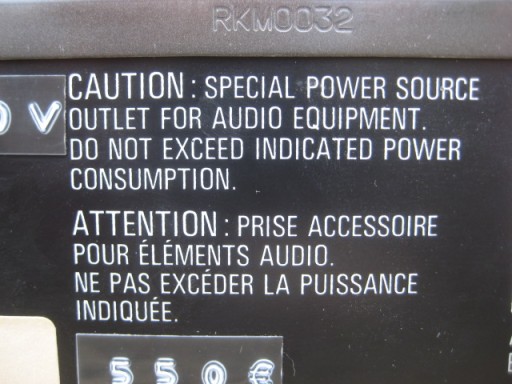 RKM0032
CAUTION : SPECIAL POWER SOURCE
OUTLET FOR AUDIO EQUIPMENT.
DO NOT EXCEED INDICATED POWER
CONSUMPTION.
V
ATTENTION : PRISE ACCESSOIRE
POUR ÉLÉMENTS AUDIO.
NE PAS EXCÉDER LA PUISSANCE
INDIQUÉE.
550